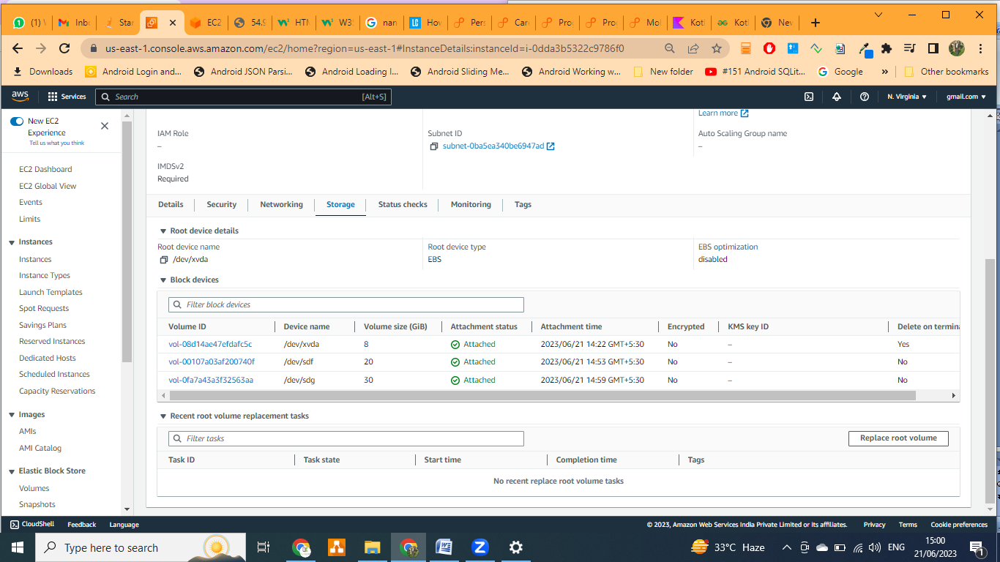 (1) W
Inbo
Star
EC2
54.9
HTM
W3S
nan
How
Pers
Care
Pro
Pro
Mol
Kotl
Kotl
New
us-east-1.console.aws.amazon.com/ec2/home?region=us-east-1#InstanceDetails:instanceId=i-0dda3b5322c9786f0
Downloads
Android Login and...
Android JSON Parsi...
Android Loading I...
Android Sliding Me...
Android Working w...
New folder
#151 Android SQLit...
Google
»
Other bookmarks
aws
Services
Search [Alt+S]
N. Virginia
gmail.com
New EC2
Experience
Tell us what you think
EC2 Dashboard
EC2 Global View
Events
Limits
Instances
Instances
Instance Types
Launch Templates
Spot Requests
Savings Plans
Reserved Instances
Dedicated Hosts
Scheduled Instances
Capacity Reservations
Images
AMIs
AMI Catalog
Elastic Block Store
Volumes
Snapshots
Learn more
IAM Role
–
Subnet ID
subnet-0ba5ea340be6947ad
Auto Scaling Group name
–
IMDSv2
Required
Details Security Networking Storage Status checks Monitoring Tags
Root device details
Root device name
/dev/xvda
Root device type
EBS
EBS optimization
disabled
Block devices
Filter block devices
Volume ID Device name Volume size (GiB) Attachment status Attachment time Encrypted KMS key ID Delete on termina
vol-08d14ae47efdafc5c /dev/xvda 8 Attached 2023/06/21 14:22 GMT+5:30 No – Yes
vol-00107a03af200740f /dev/sdf 20 Attached 2023/06/21 14:53 GMT+5:30 No – No
vol-0fa7a43a3f32563aa /dev/sdg 30 Attached 2023/06/21 14:59 GMT+5:30 No – No
Recent root volume replacement tasks
Filter tasks
Replace root volume
Task ID Task state Start time Completion time Tags
No recent replace root volume tasks
CloudShell Feedback Language
© 2023, Amazon Web Services India Private Limited or its affiliates. Privacy Terms Cookie preferences
Type here to search
33°C Haze
ENG
15:00
21/06/2023
1